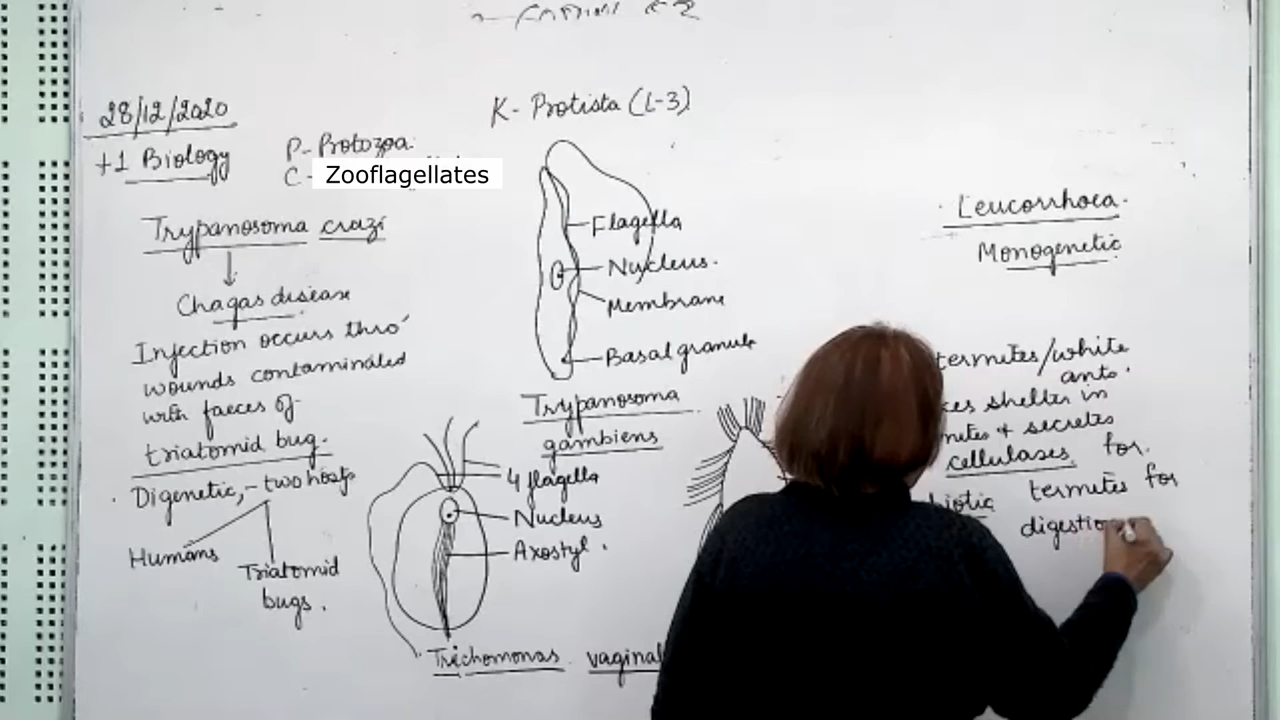 28/12/2020
+1 Biology
K- Protista (L-3)
P- Protozoa.
C- Zooflagellates
Trypanosoma cruzi
Chagas disease
Infection occurs thro'
wounds contaminated
with faeces of
triatomid bug.
Digenetic, - two hosts
Humans
Triatomid
bugs.
Flagella
Nucleus.
Membrane
Basal granule
Trypanosoma
gambiens
4 flagella
Nucleus
Axostyl.
Trichomonas vaginal
Leucorrhoea.
Monogenetic
termites/white
ants.
shelter in
& secretes
cellulases for.
termites for
digestio